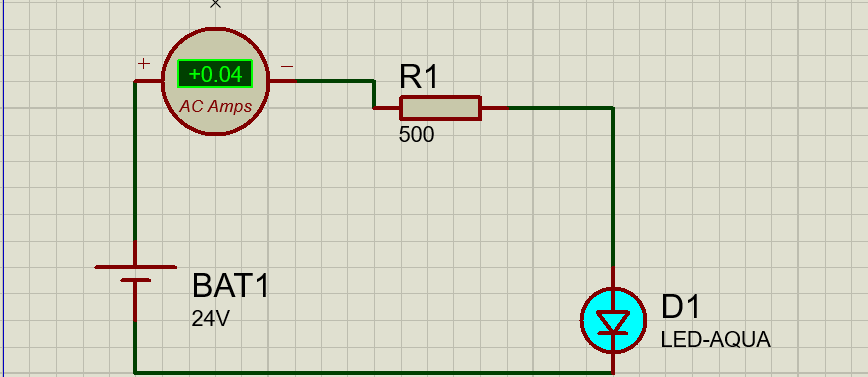 +
+0.04
−
AC Amps
R1
500
BAT1
24V
D1
LED-AQUA